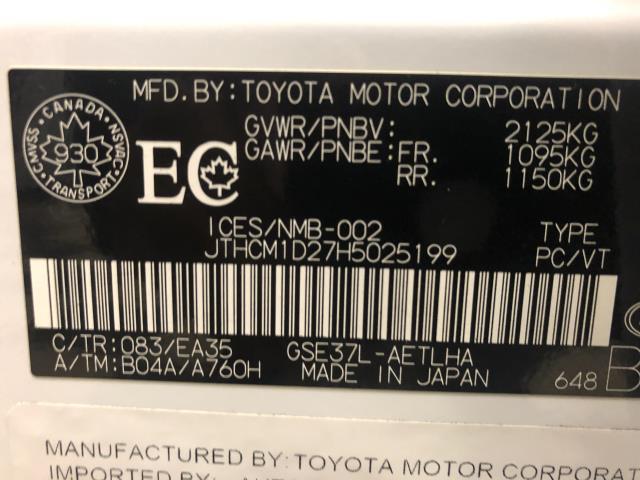 MFD.BY:TOYOTA MOTOR CORPORATION
GVWR/PNBV: 2125KG
GAWR/PNBE:FR. 1095KG
RR. 1150KG
CANADA
CMVSS NSVAC
930
TRANSPORT
EC
ICES/NMB-002 TYPE
JTHCM1D27H5025199 PC/VT
C/TR:083/EA35 GSE37L-AETLHA
A/TM:B04A/A760H MADE IN JAPAN 648
MANUFACTURED BY:TOYOTA MOTOR CORPORAT
IMPORTED BY